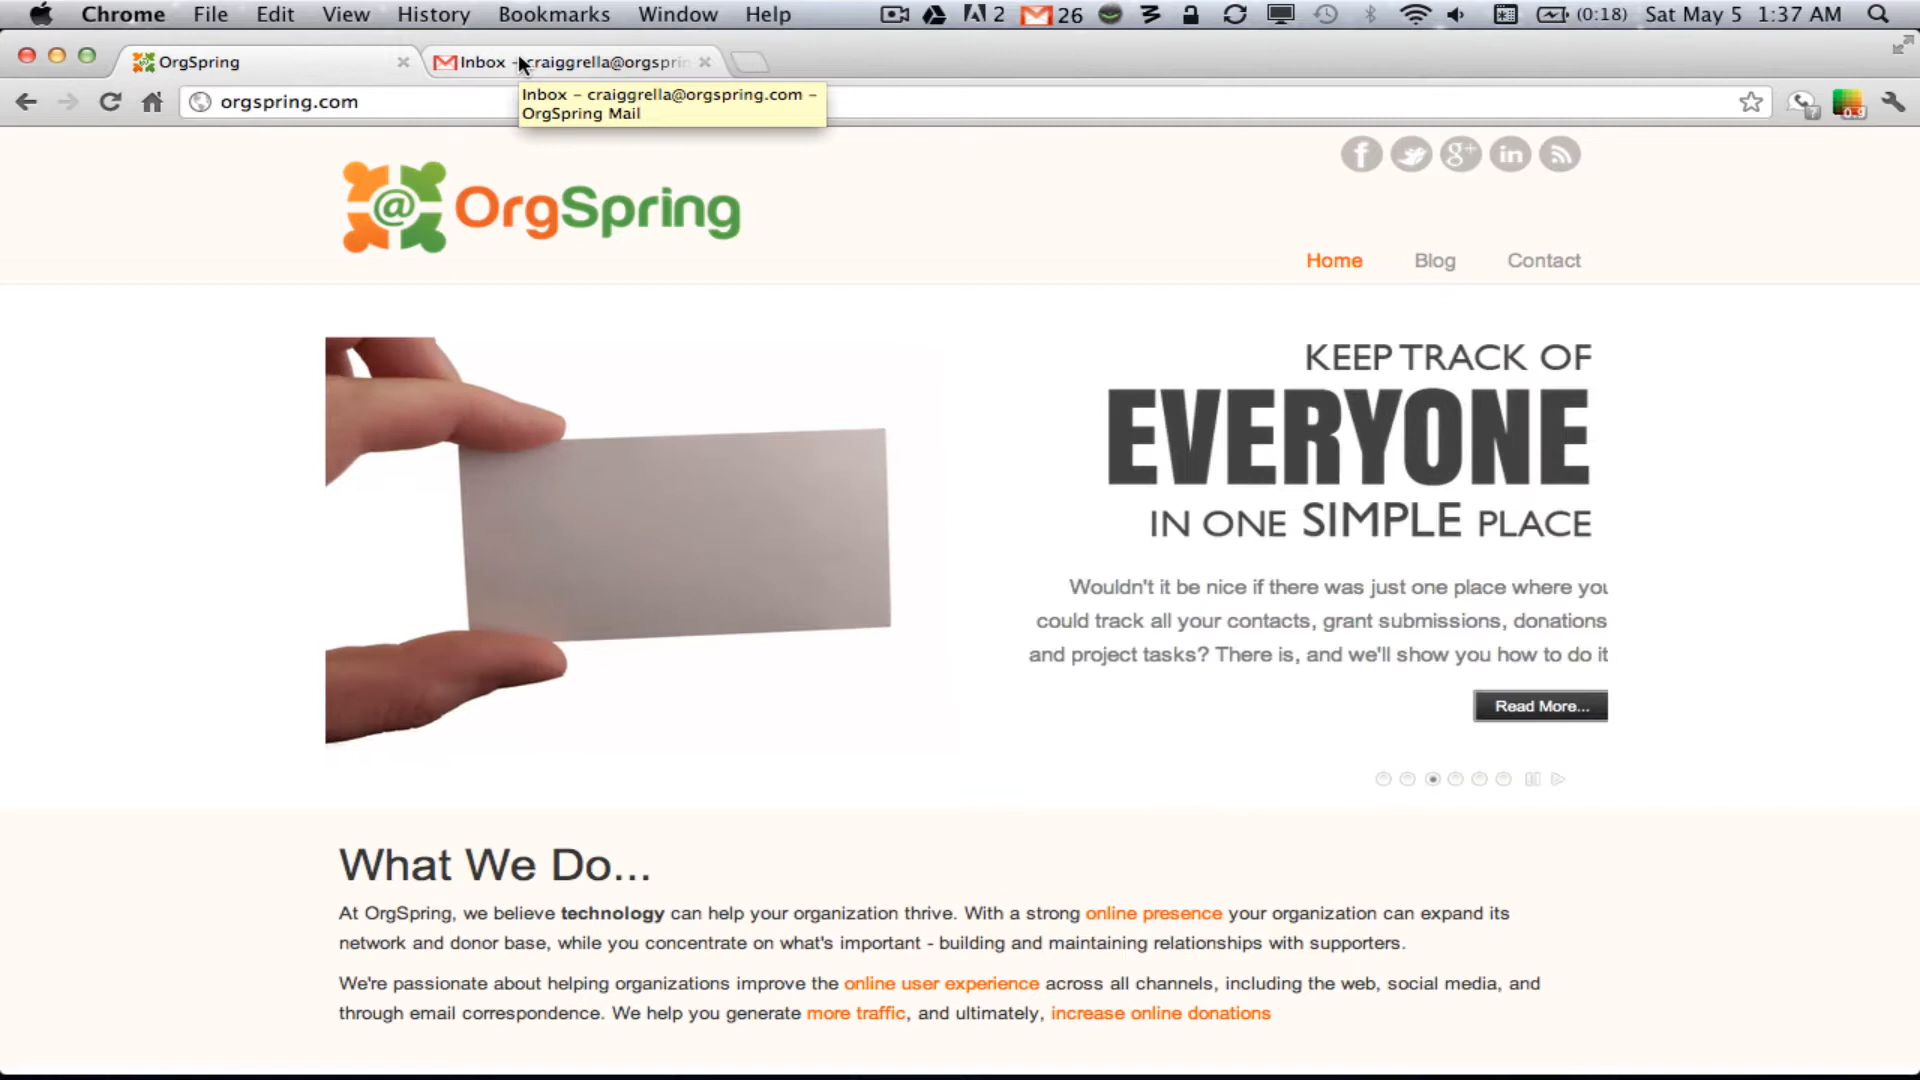 Chrome File Edit View History Bookmarks Window Help 2 26 (0:18) Sat May 5 1:37 AM
OrgSpring Inbox - craiggrella@orgsprin
orgspring.com
Inbox – craiggrella@orgspring.com –
OrgSpring Mail
0.9
f g+ in
@ OrgSpring
Home Blog Contact
KEEP TRACK OF
EVERYONE
IN ONE SIMPLE PLACE
Wouldn't it be nice if there was just one place where you
could track all your contacts, grant submissions, donations
and project tasks? There is, and we'll show you how to do it
Read More...
What We Do...
At OrgSpring, we believe technology can help your organization thrive. With a strong online presence your organization can expand its
network and donor base, while you concentrate on what's important - building and maintaining relationships with supporters.
We're passionate about helping organizations improve the online user experience across all channels, including the web, social media, and
through email correspondence. We help you generate more traffic, and ultimately, increase online donations